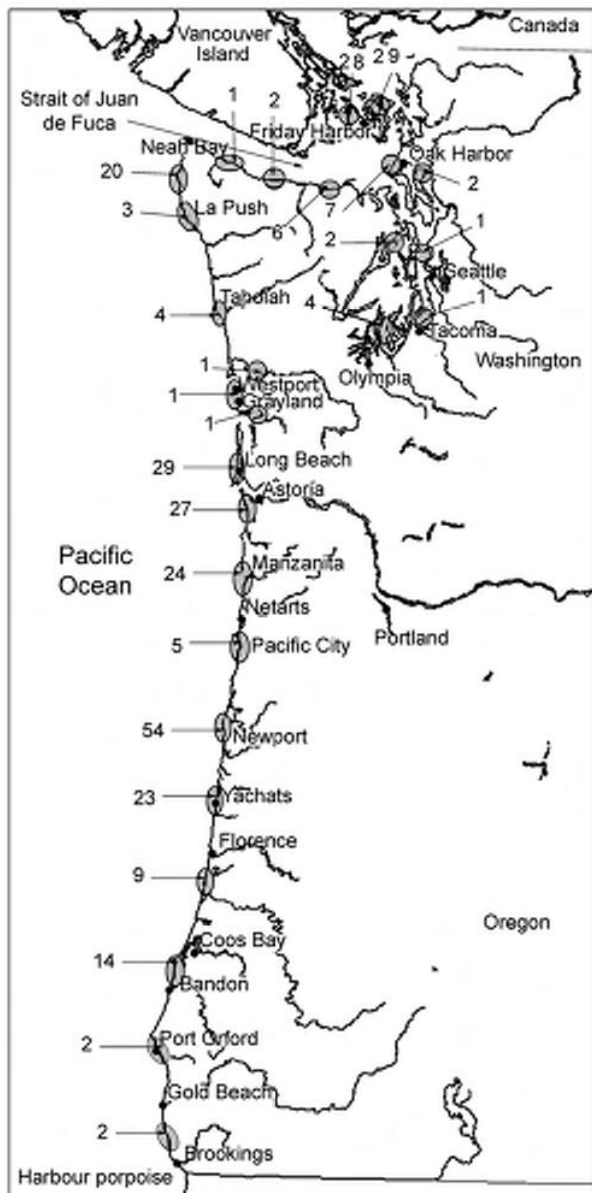 Vancouver
Island
Canada
28
29
Strait of Juan
de Fuca
1
2
Friday Harbor
Neah Bay
Oak Harbor
20
2
7
La Push
3
6
2
1
Seattle
Taholah
4
4
1
Tacoma
Washington
Olympia
1
Westport
1
Grayland
1
Long Beach
29
Astoria
27
Pacific
Ocean
Manzanita
24
Netarts
Portland
5
Pacific City
54
Newport
23
Yachats
Florence
9
Oregon
Coos Bay
14
Bandon
Port Orford
2
Gold Beach
2
Brookings
Harbour porpoise